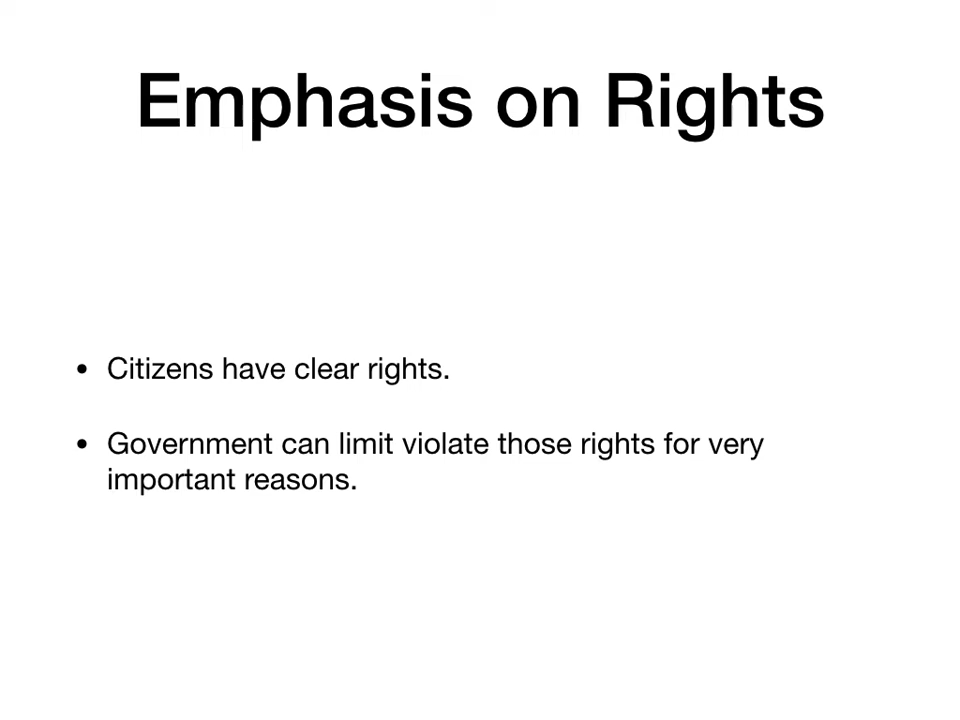 Emphasis on Rights
• Citizens have clear rights.
• Government can limit violate those rights for very
important reasons.